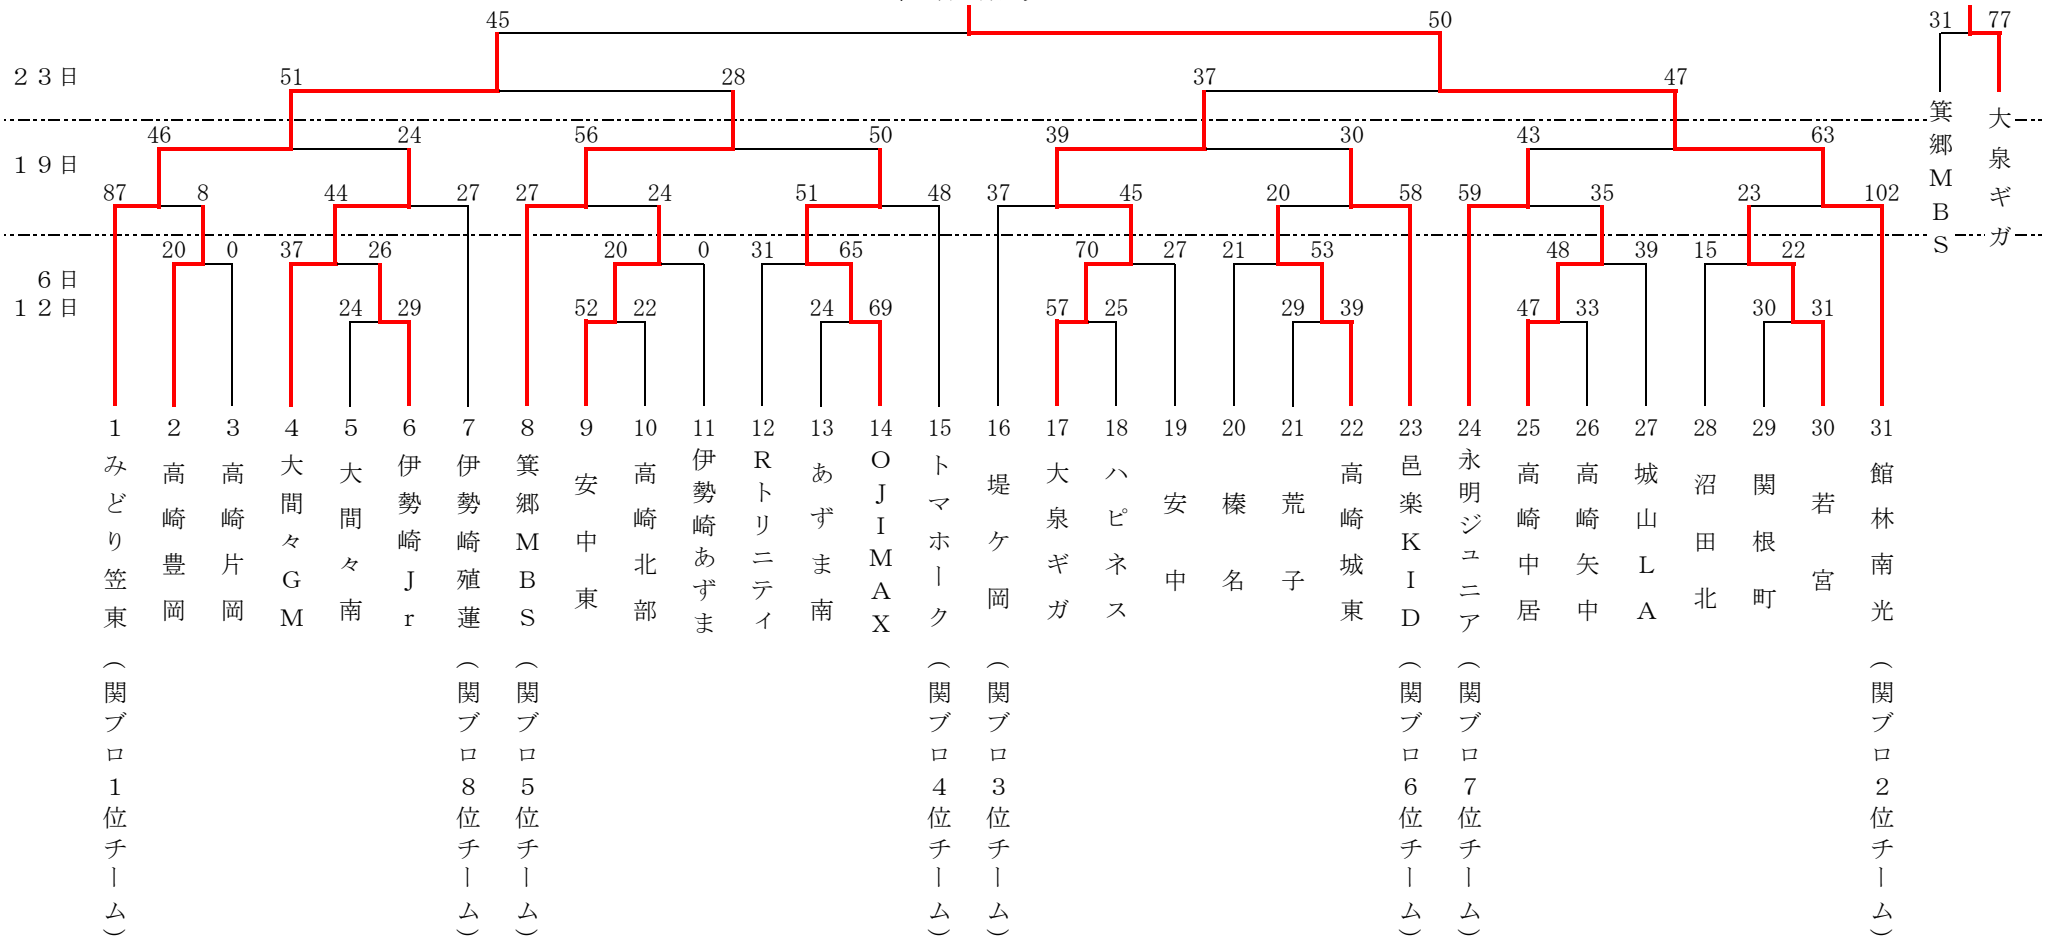 45 50 31 77
２３日 51 28 37 47
46 24 56 50 39 30 43 63
１９日
87 8 44 27 27 24 51 48 37 45 20 58 59 35 23 102
20 0 37 26 20 0 31 65 70 27 21 53 48 39 15 22
６日
１２日 24 29 52 22 24 69 57 25 29 39 47 33 30 31
箕郷ＭＢＳ
大泉ギガ
１ みどり笠東（関ブロ１位チーム）
２ 高崎豊岡
３ 高崎片岡
４ 大間々ＧＭ
５ 大間々南
６ 伊勢崎Ｊｒ
７ 伊勢崎殖蓮（関ブロ８位チーム）
８ 箕郷ＭＢＳ（関ブロ５位チーム）
９ 安中東
10 高崎北部
11 伊勢崎あずま
12 Ｒトリニティ
13 あずま南
14 ＯＪＩＭＡＸ
15 トマホーク（関ブロ４位チーム）
16 堤ケ岡（関ブロ３位チーム）
17 大泉ギガ
18 ハピネス
19 安中
20 榛名
21 荒子
22 高崎城東
23 邑楽ＫＩＤ（関ブロ６位チーム）
24 永明ジュニア（関ブロ７位チーム）
25 高崎中居
26 高崎矢中
27 城山ＬＡ
28 沼田北
29 関根町
30 若宮
31 館林南光（関ブロ２位チーム）